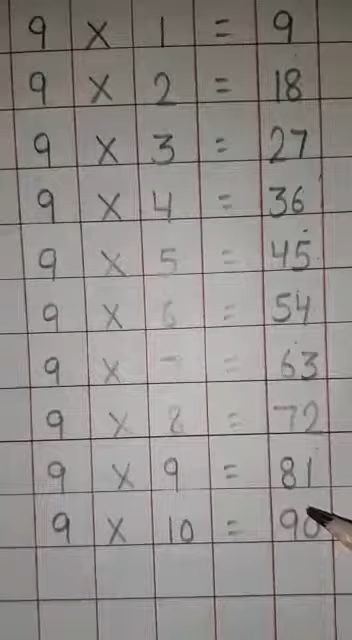 9 × 1 = 9
9 × 2 = 18
9 × 3 = 27
9 × 4 = 36
9 × 5 = 45
9 × 6 = 54
9 × 7 = 63
9 × 8 = 72
9 × 9 = 81
9 × 10 = 90